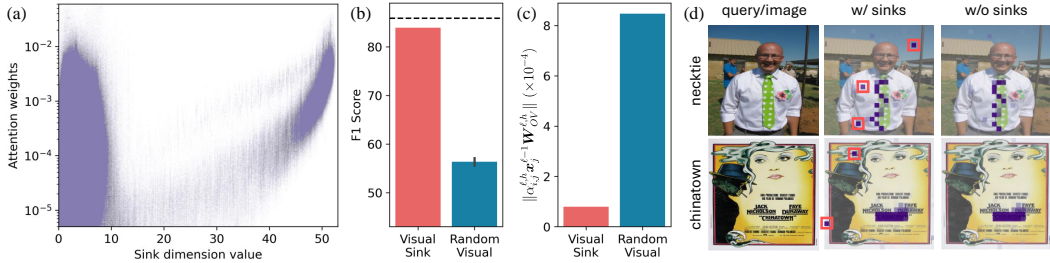 (a)
Attention weights
10⁻²
10⁻³
10⁻⁴
10⁻⁵
0 10 20 30 40 50
Sink dimension value
(b)
F1 Score
80
70
60
50
Visual Sink
Random Visual
(c)
‖α_{i,j}^{ℓ,h} x_j^{ℓ−1} W_{OV}^{ℓ,h}‖ (×10⁻⁴)
8
6
4
2
0
Visual Sink
Random Visual
(d)
query/image w/ sinks w/o sinks
necktie
chinatown
JACK NICHOLSON
FAYE DUNAWAY
"CHINATOWN"